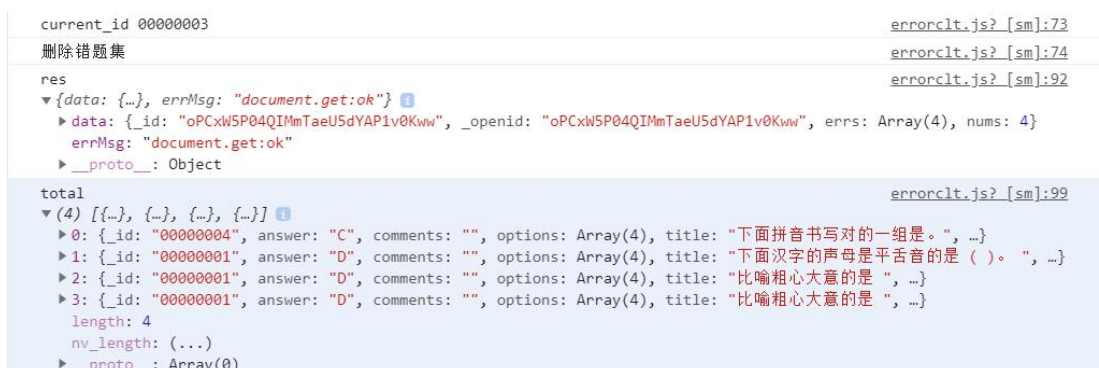 current_id 00000003 errorclt.js? [sm]:73
删除错题集 errorclt.js? [sm]:74
res errorclt.js? [sm]:92
▼{data: {…}, errMsg: "document.get:ok"} i
▶data: {_id: "oPCxW5P04QIMmTaeU5dYAP1v0Kww", _openid: "oPCxW5P04QIMmTaeU5dYAP1v0Kww", errs: Array(4), nums: 4}
errMsg: "document.get:ok"
▶__proto__: Object
total errorclt.js? [sm]:99
▼(4) [{…}, {…}, {…}, {…}] i
▶0: {_id: "00000004", answer: "C", comments: "", options: Array(4), title: "下面拼音书写对的一组是。", …}
▶1: {_id: "00000001", answer: "D", comments: "", options: Array(4), title: "下面汉字的声母是平舌音的是 ( )。 ", …}
▶2: {_id: "00000001", answer: "D", comments: "", options: Array(4), title: "比喻粗心大意的是 ", …}
▶3: {_id: "00000001", answer: "D", comments: "", options: Array(4), title: "比喻粗心大意的是 ", …}
length: 4
nv_length: (...)
▶__proto__: Array(0)